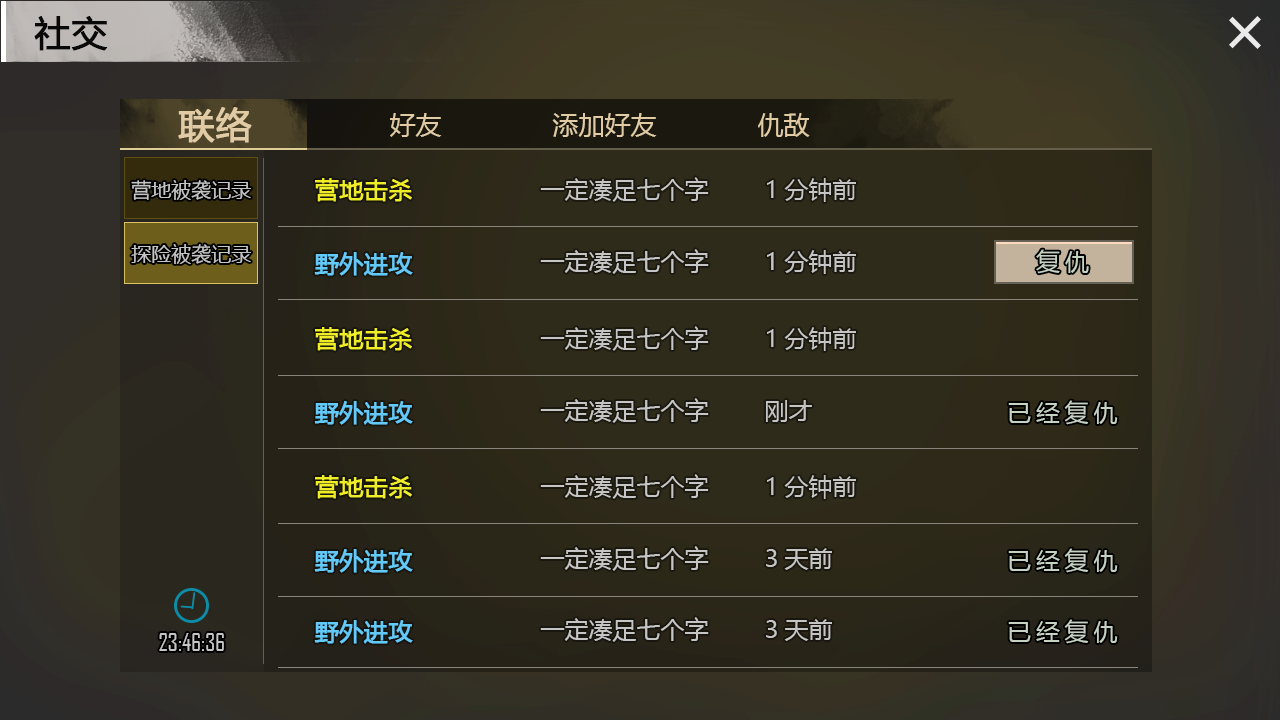 社交
联络 好友 添加好友 仇敌
营地被袭记录
探险被袭记录
营地击杀 一定凑足七个字 1 分钟前
野外进攻 一定凑足七个字 1 分钟前 复仇
营地击杀 一定凑足七个字 1 分钟前
野外进攻 一定凑足七个字 刚才 已经复仇
营地击杀 一定凑足七个字 1 分钟前
野外进攻 一定凑足七个字 3 天前 已经复仇
野外进攻 一定凑足七个字 3 天前 已经复仇
23:46:36